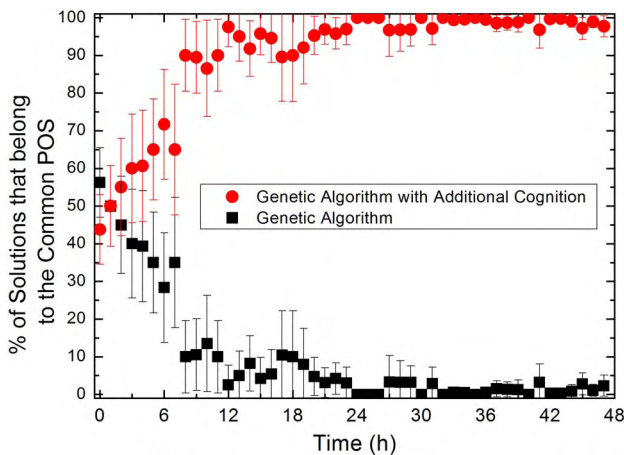 % of Solutions that belong
to the Common POS
100
90
80
70
60
50
40
30
20
10
0
Genetic Algorithm with Additional Cognition
Genetic Algorithm
0 6 12 18 24 30 36 42 48
Time (h)